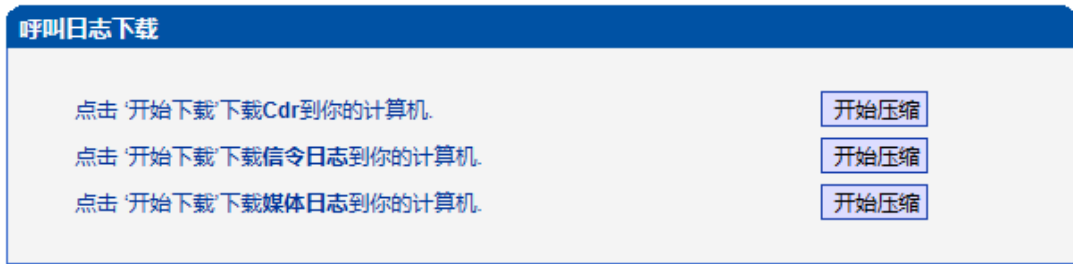 呼叫日志下载
点击 '开始下载'下载Cdr到你的计算机. 开始压缩
点击 '开始下载'下载信令日志到你的计算机. 开始压缩
点击 '开始下载'下载媒体日志到你的计算机. 开始压缩